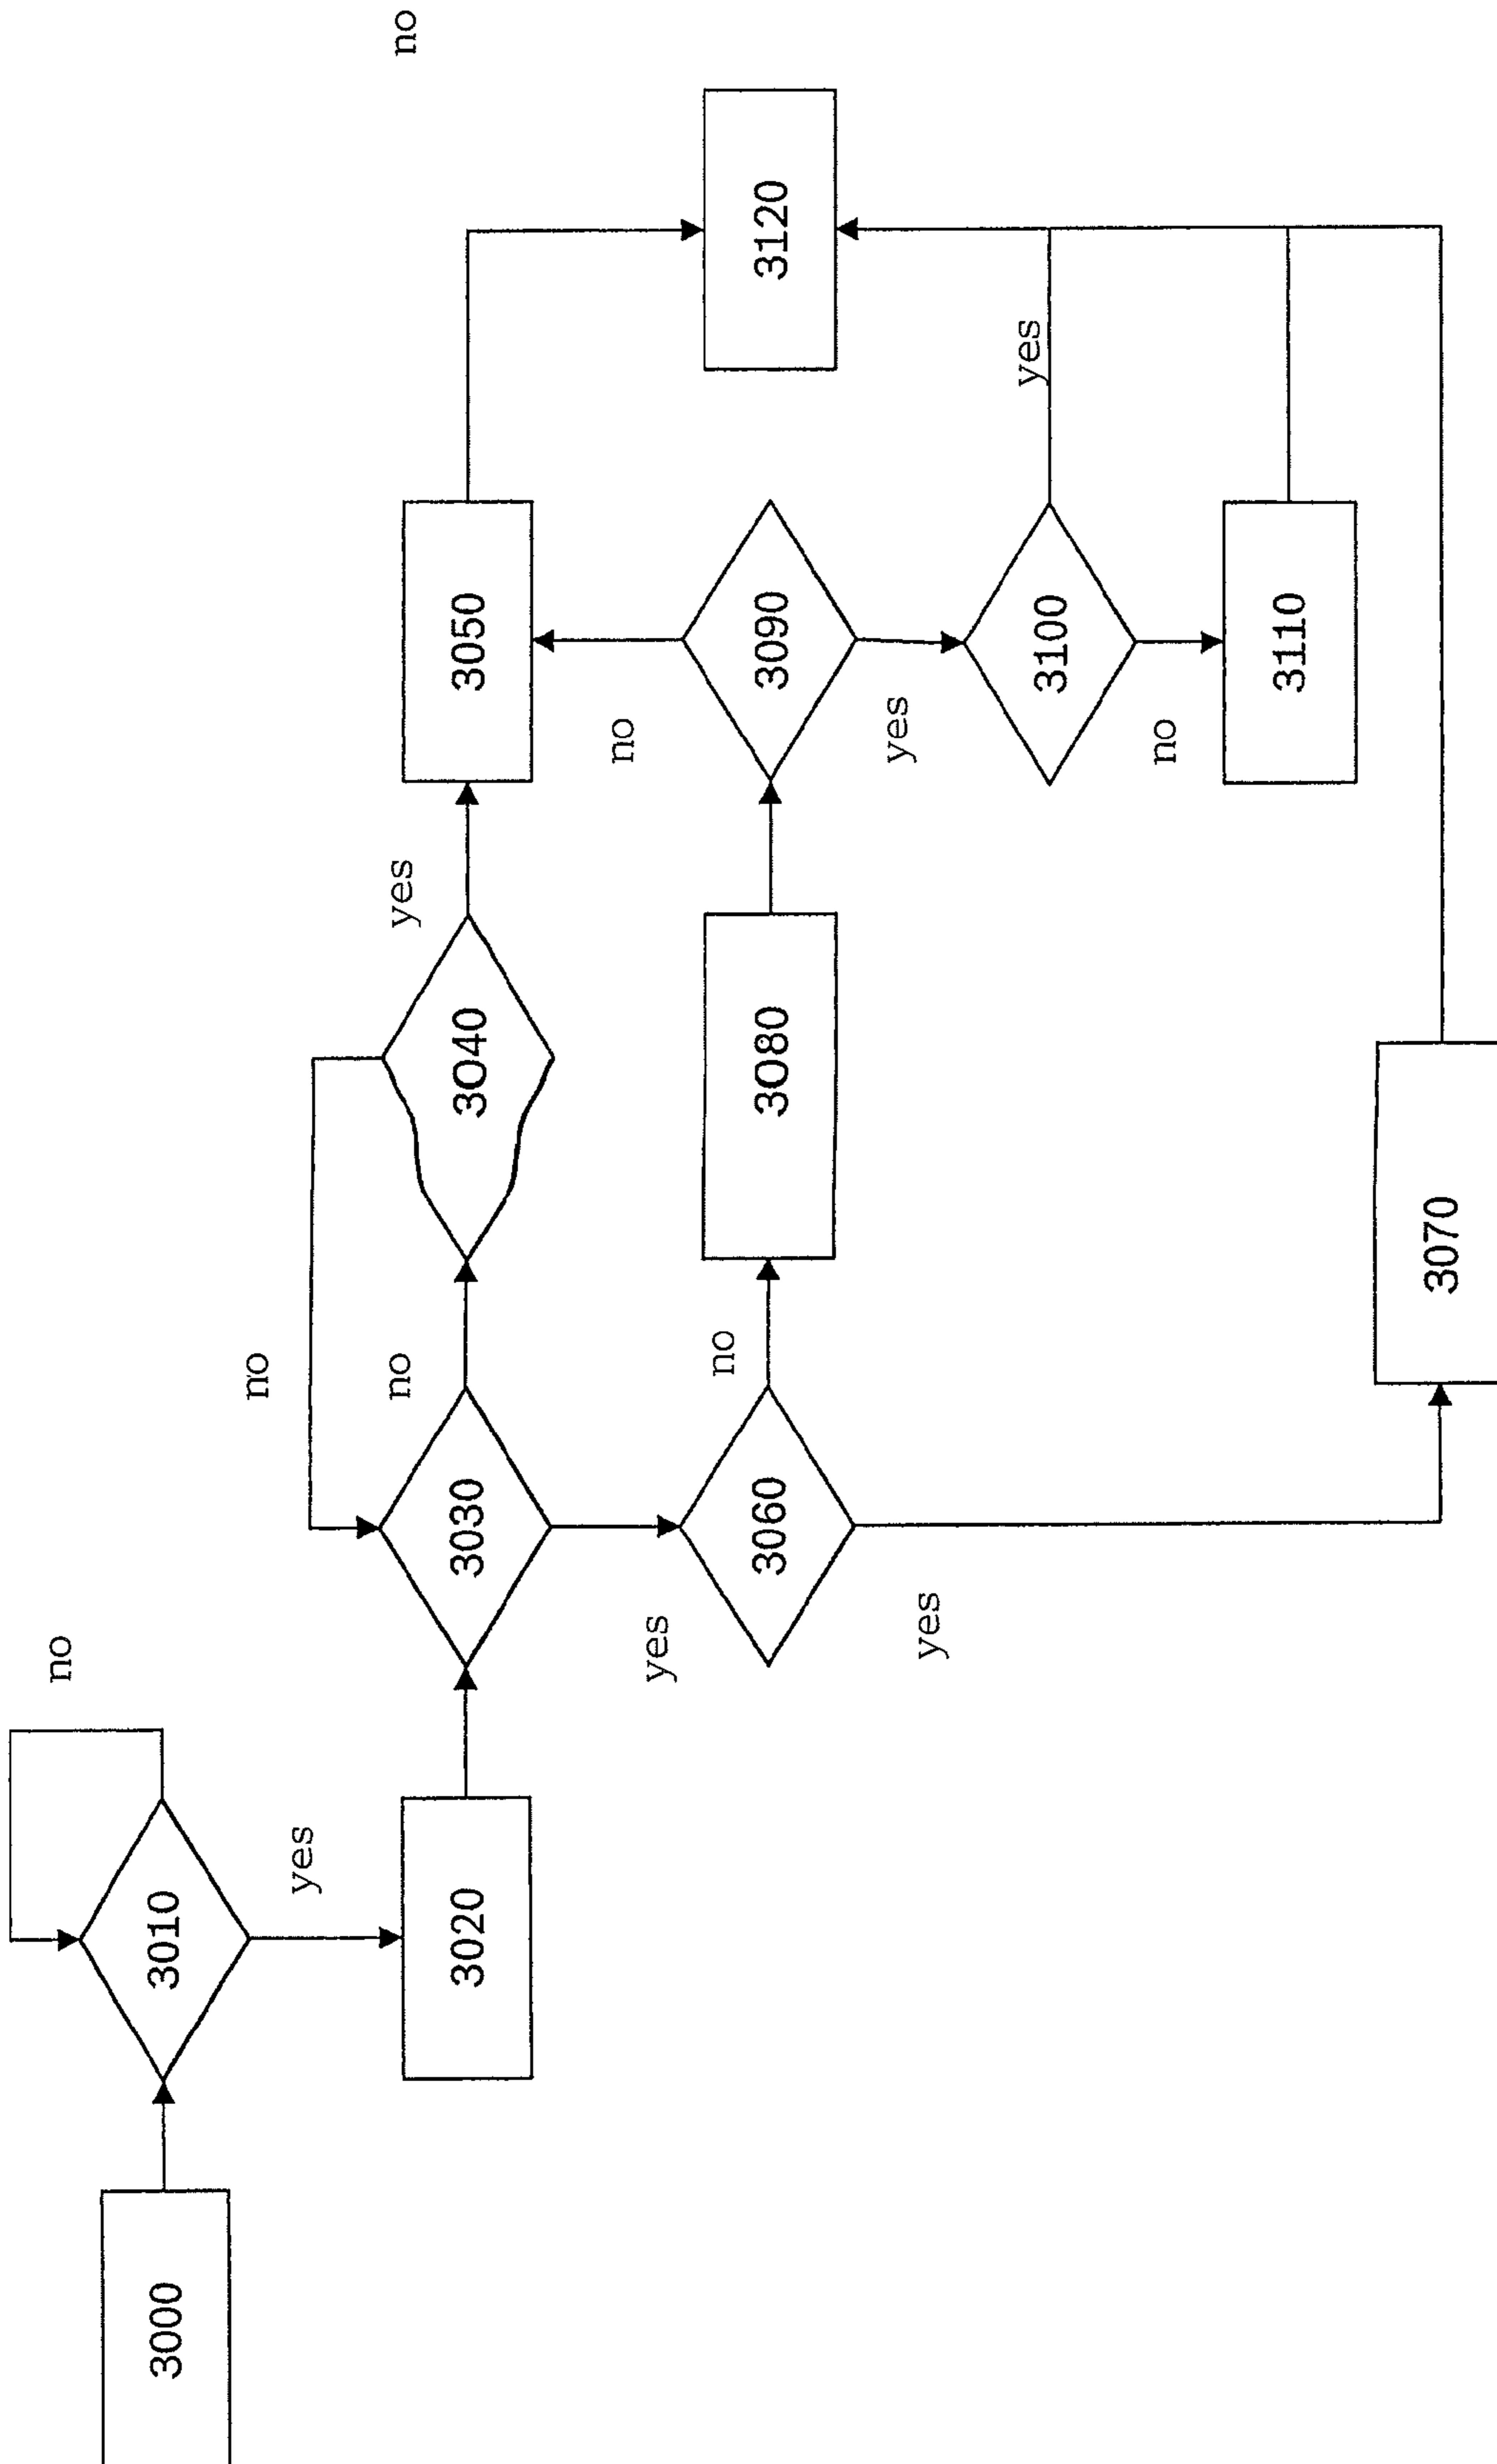 3000
3010
no
yes
3020
3030
no
no
yes
3040
yes
3050
no
3060
no
yes
3080
3090
no
yes
3100
yes
no
3110
3120
3070